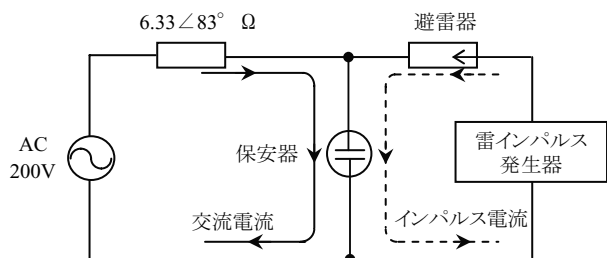 6.33∠83° Ω
避雷器
AC
200V
保安器
雷インパルス
発生器
交流電流
インパルス電流